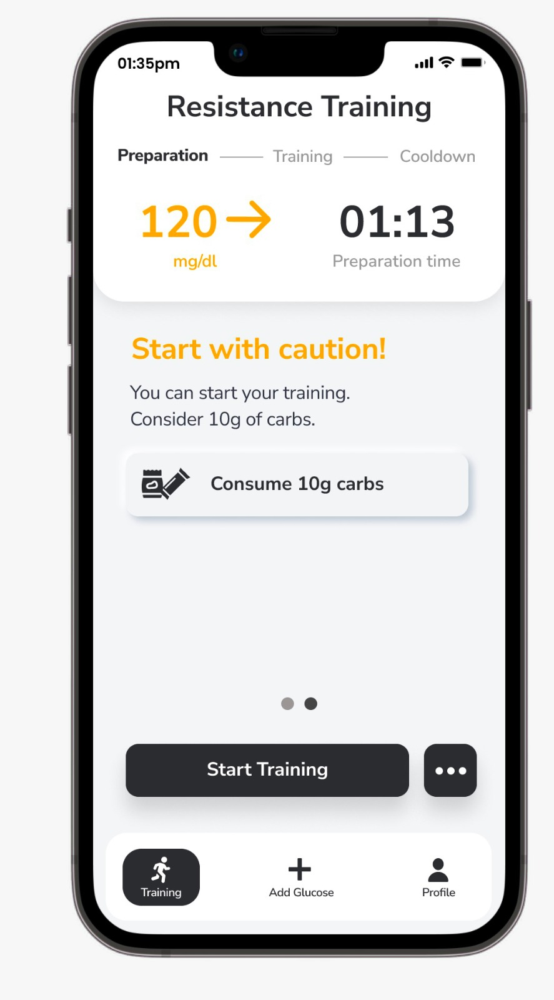 01:35pm
Resistance Training
Preparation Training Cooldown
120 → 01:13
mg/dl Preparation time
Start with caution!
You can start your training.
Consider 10g of carbs.
Consume 10g carbs
Start Training
Training Add Glucose Profile